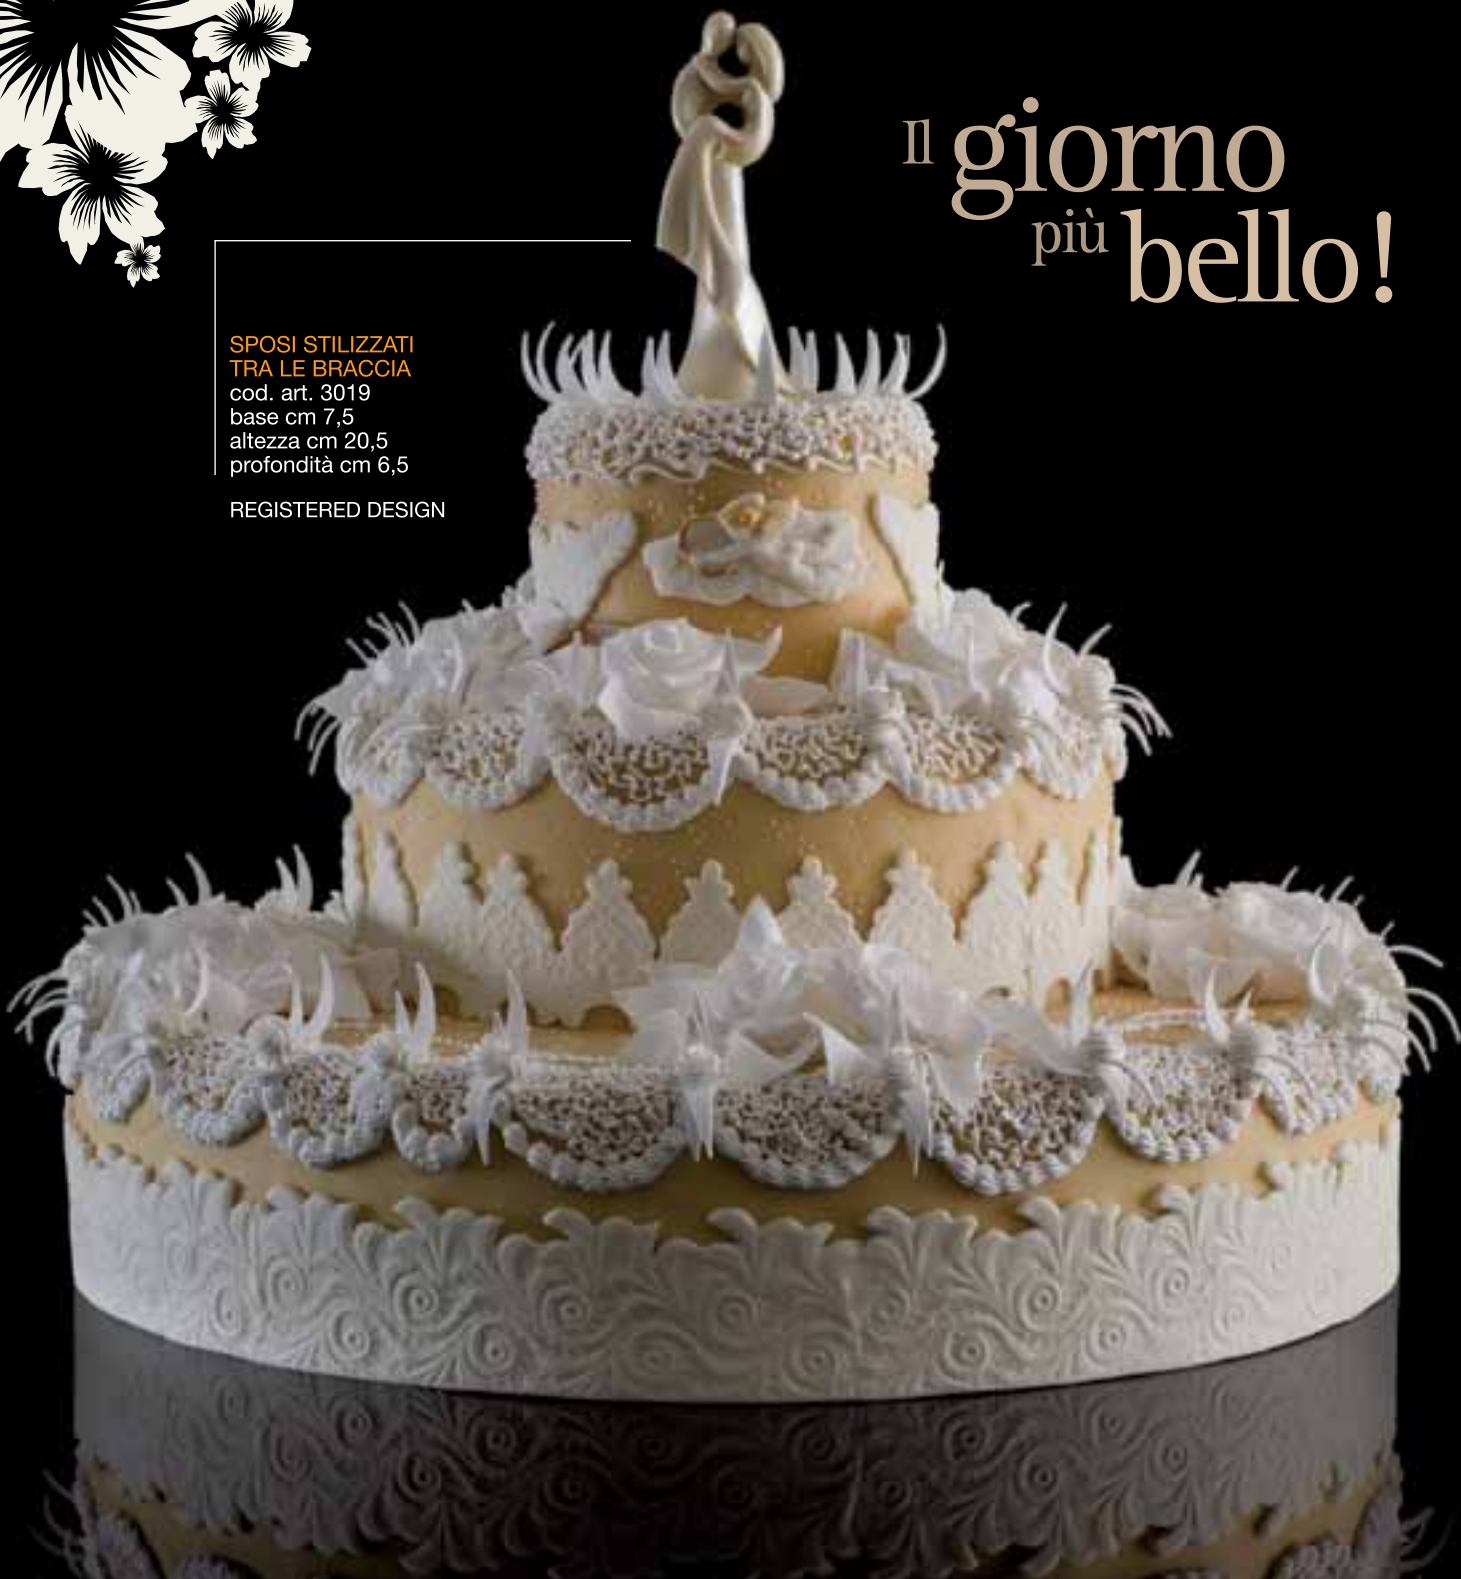 Il giorno
più bello!
SPOSI STILIZZATI
TRA LE BRACCIA
cod. art. 3019
base cm 7,5
altezza cm 20,5
profondità cm 6,5
REGISTERED DESIGN